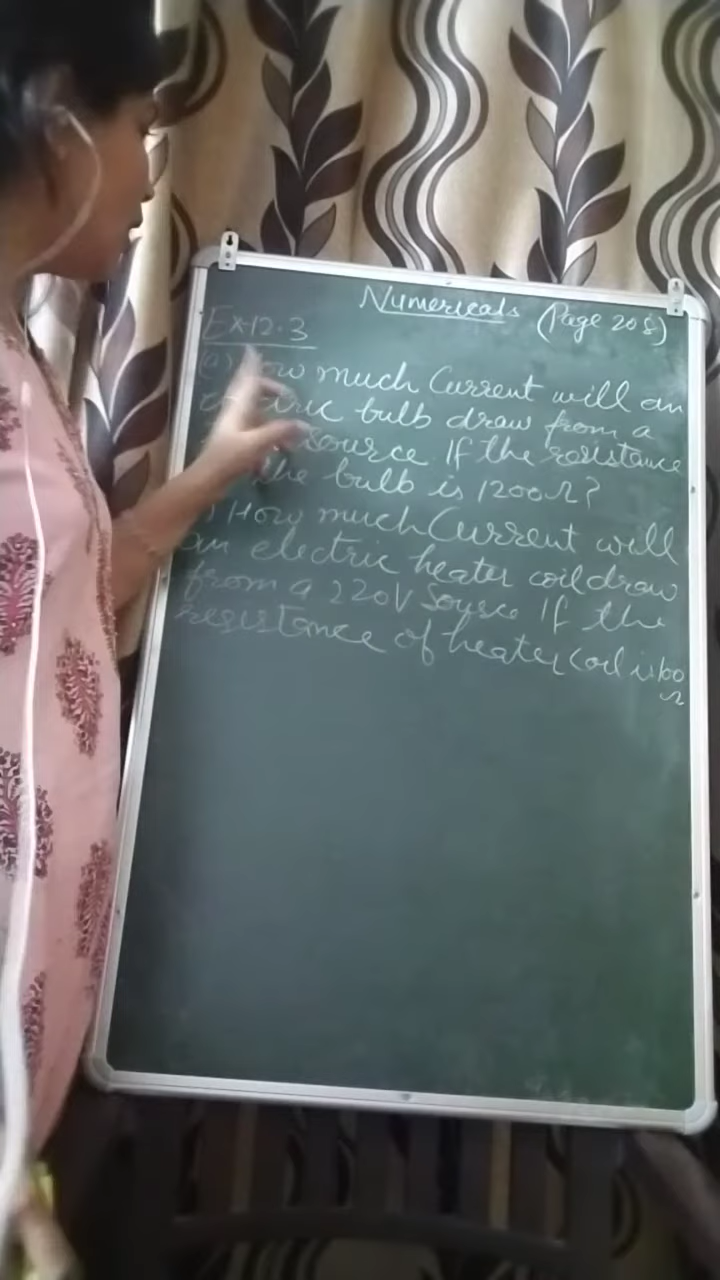 Numericals (Page 208)
Ex-12.3
(a) How much Current will an
bulb draw from a
source If the resistance
the bulb is 1200Ω?
) How much Current will
an electric heater coil draw
from a 220V Source If the
resistance of heater coil is 100
Ω